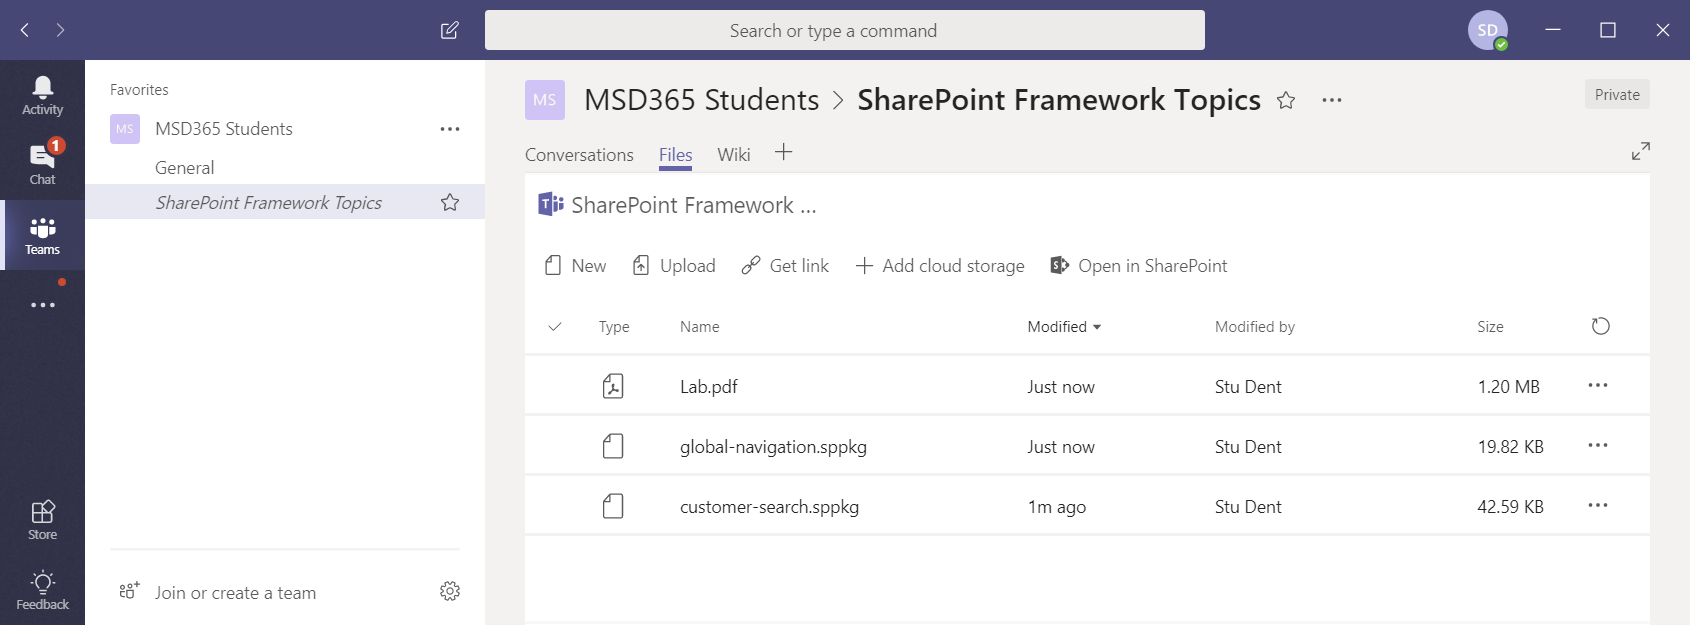 Search or type a command
SD
Activity
1
Chat
Teams
Store
Feedback
Favorites
MS MSD365 Students
General
SharePoint Framework Topics
Join or create a team
MS MSD365 Students > SharePoint Framework Topics
Private
Conversations Files Wiki
SharePoint Framework ...
New Upload Get link Add cloud storage Open in SharePoint
Type Name Modified Modified by Size
Lab.pdf Just now Stu Dent 1.20 MB
global-navigation.sppkg Just now Stu Dent 19.82 KB
customer-search.sppkg 1m ago Stu Dent 42.59 KB